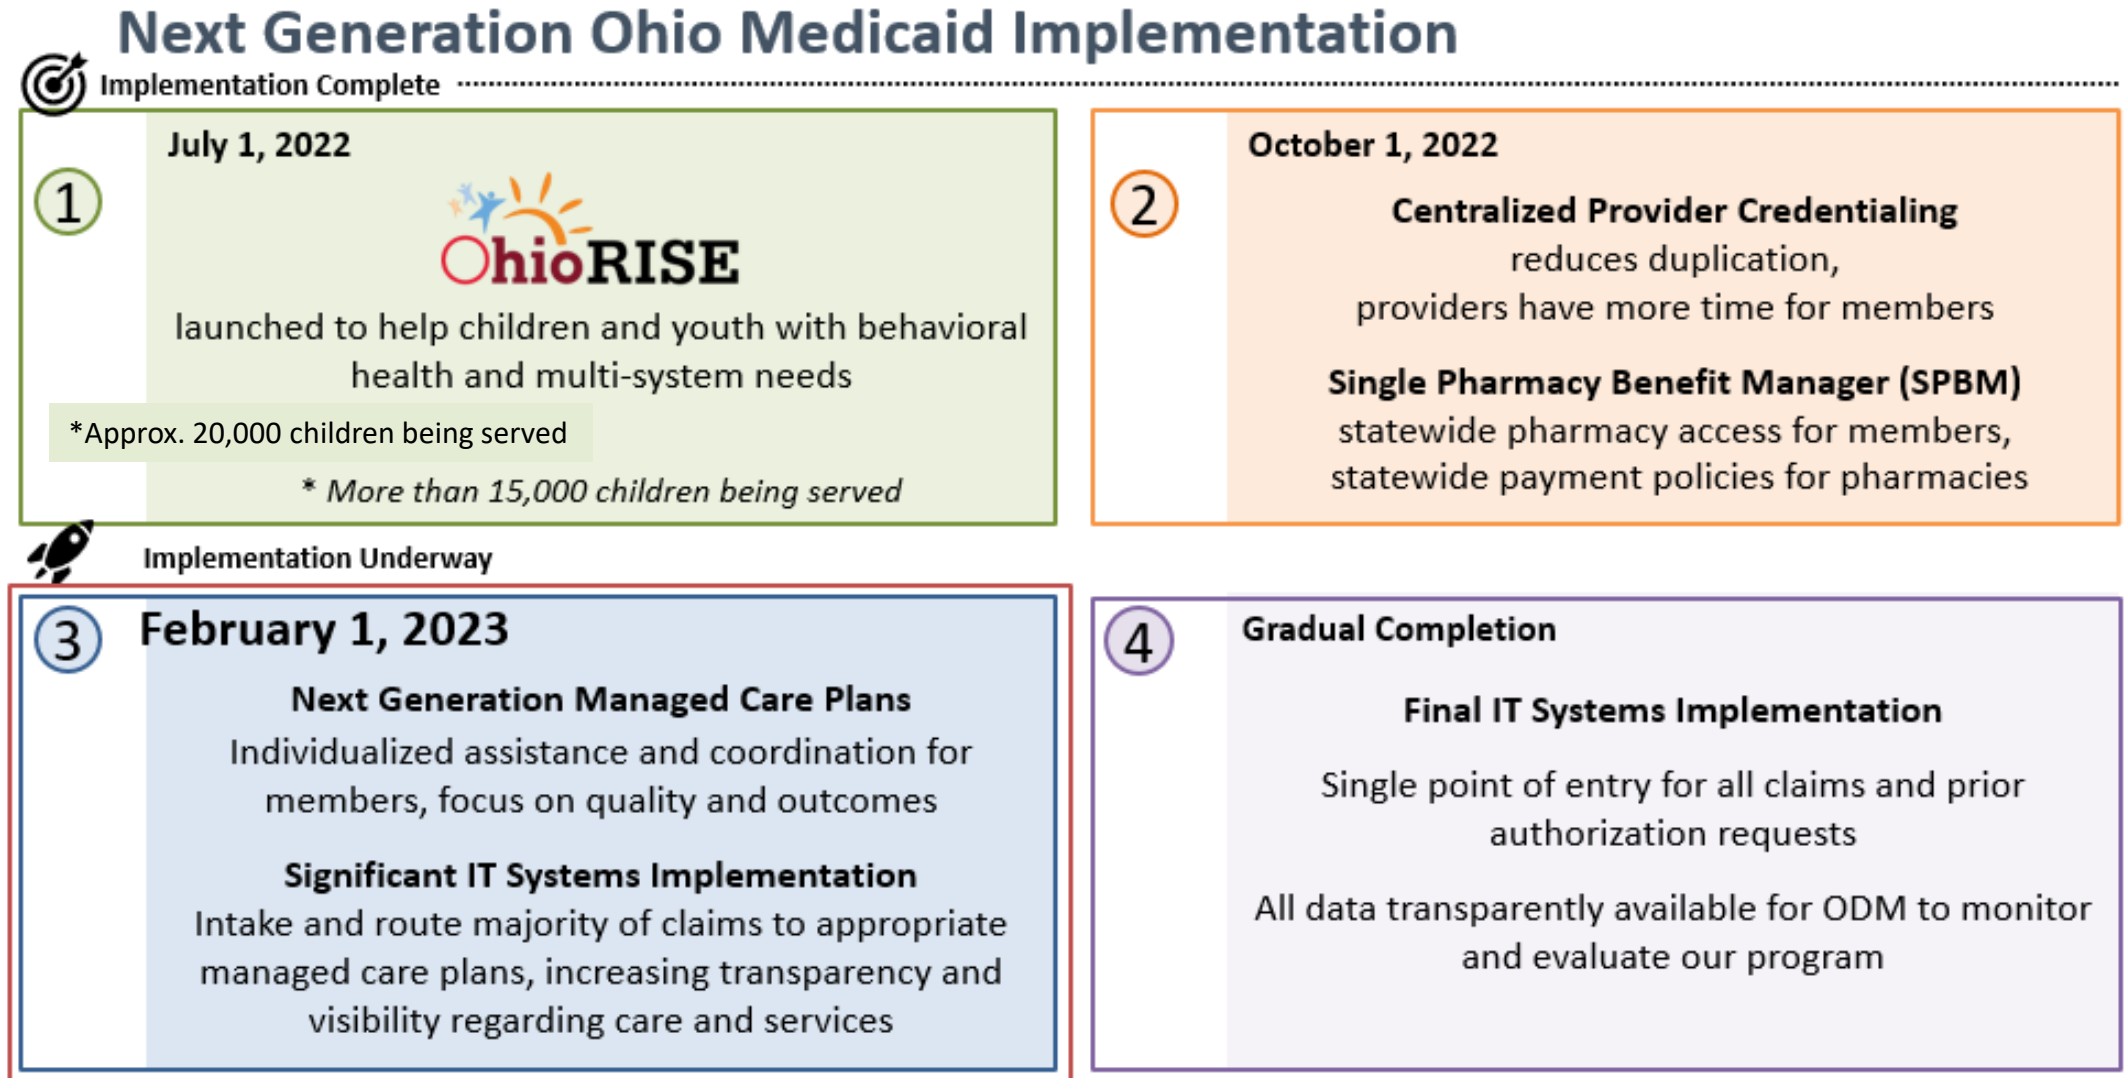 Next Generation Ohio Medicaid Implementation
Implementation Complete
1
July 1, 2022
OhioRISE
launched to help children and youth with behavioral
health and multi-system needs
*Approx. 20,000 children being served
* More than 15,000 children being served
2
October 1, 2022
Centralized Provider Credentialing
reduces duplication,
providers have more time for members
Single Pharmacy Benefit Manager (SPBM)
statewide pharmacy access for members,
statewide payment policies for pharmacies
Implementation Underway
3
February 1, 2023
Next Generation Managed Care Plans
Individualized assistance and coordination for
members, focus on quality and outcomes
Significant IT Systems Implementation
Intake and route majority of claims to appropriate
managed care plans, increasing transparency and
visibility regarding care and services
4
Gradual Completion
Final IT Systems Implementation
Single point of entry for all claims and prior
authorization requests
All data transparently available for ODM to monitor
and evaluate our program